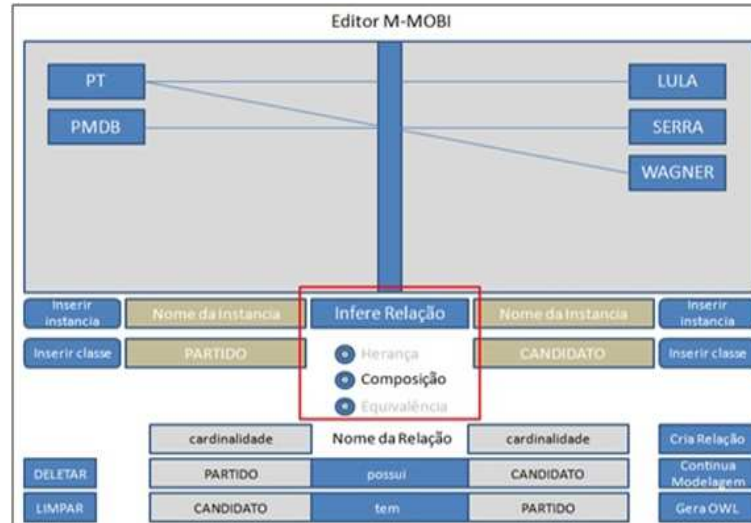 Editor M-MOBI
PT
LULA
PMDB
SERRA
WAGNER
Inserir
instancia
Nome da Instancia
Infere Relação
Nome da Instancia
Inserir
instancia
Inserir classe
PARTIDO
Herança
CANDIDATO
Inserir classe
Composição
Equivalência
cardinalidade
Nome da Relação
cardinalidade
Cria Relação
DELETAR
PARTIDO
possui
CANDIDATO
Continua
Modelagem
LIMPAR
CANDIDATO
tem
PARTIDO
Gera OWL